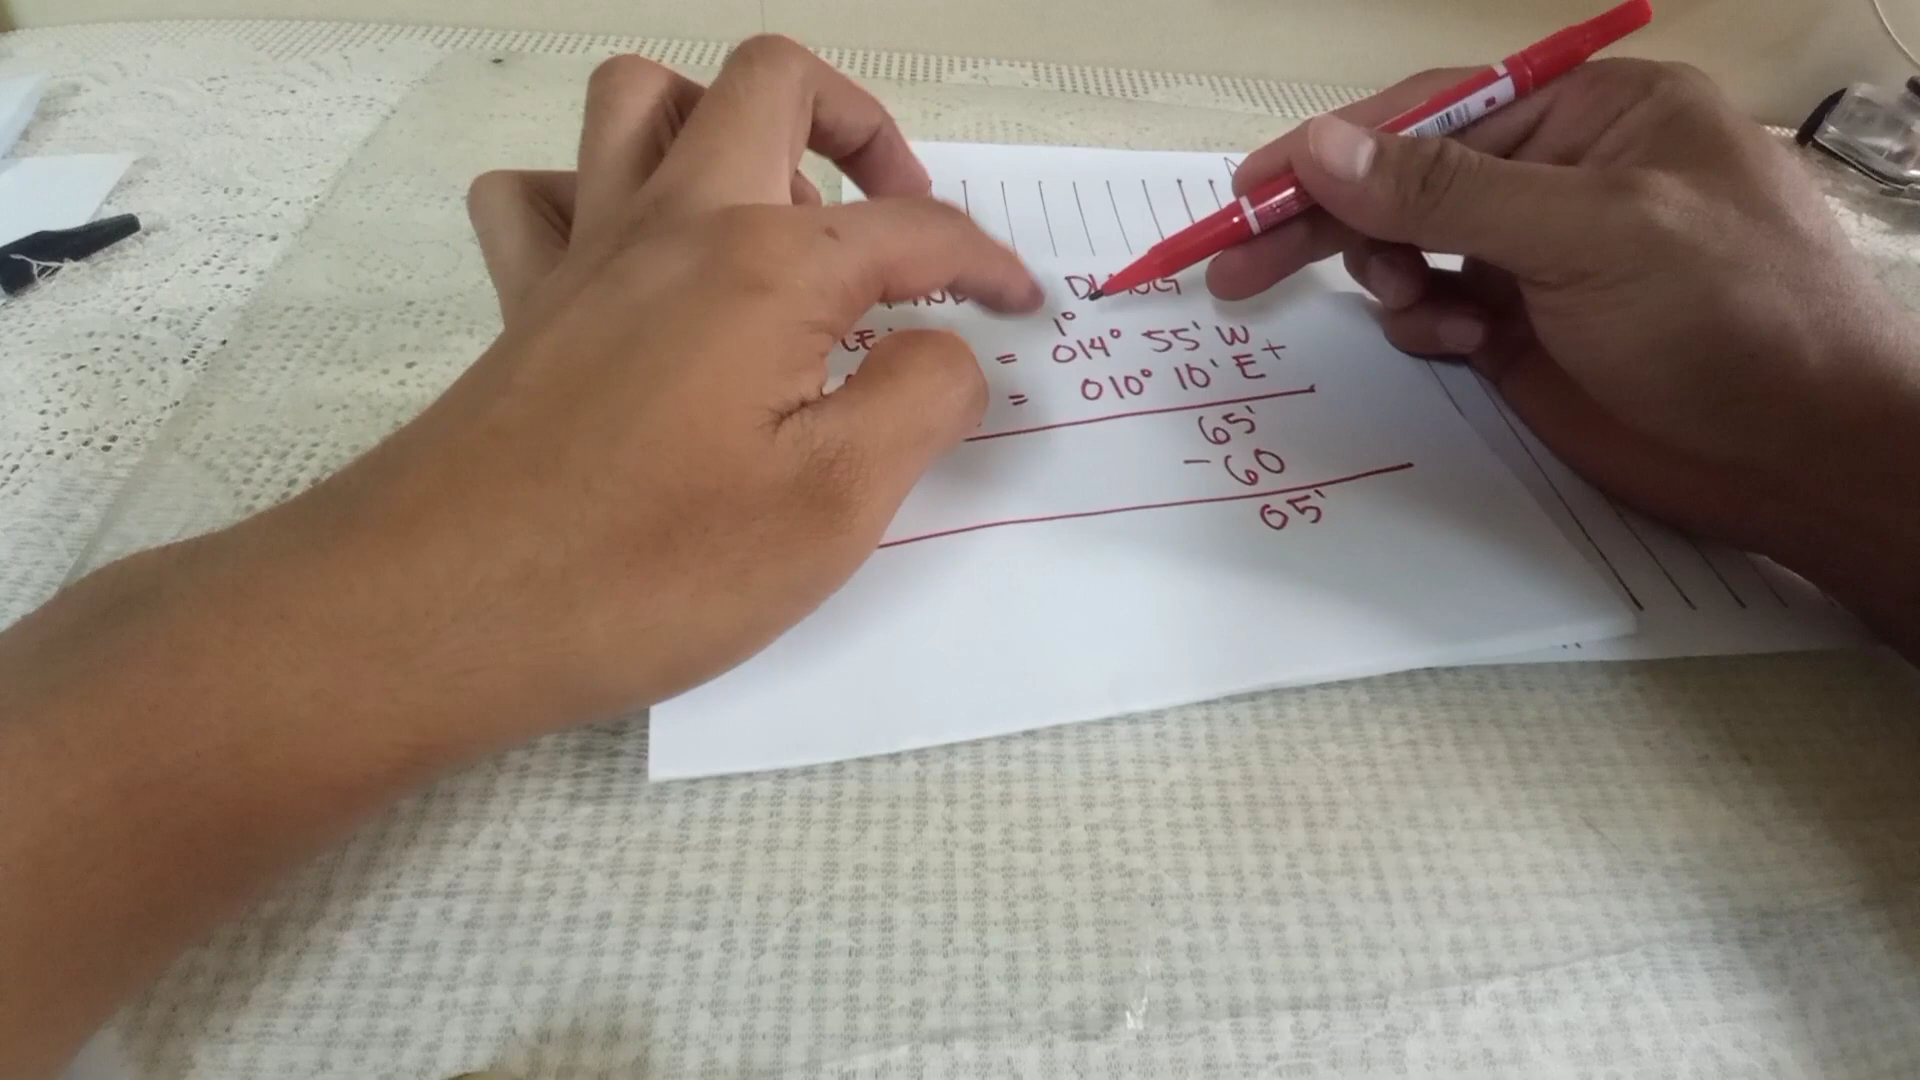 DLONG
1°
= 014° 55' W
= 010° 10' E +
65'
- 60
05'